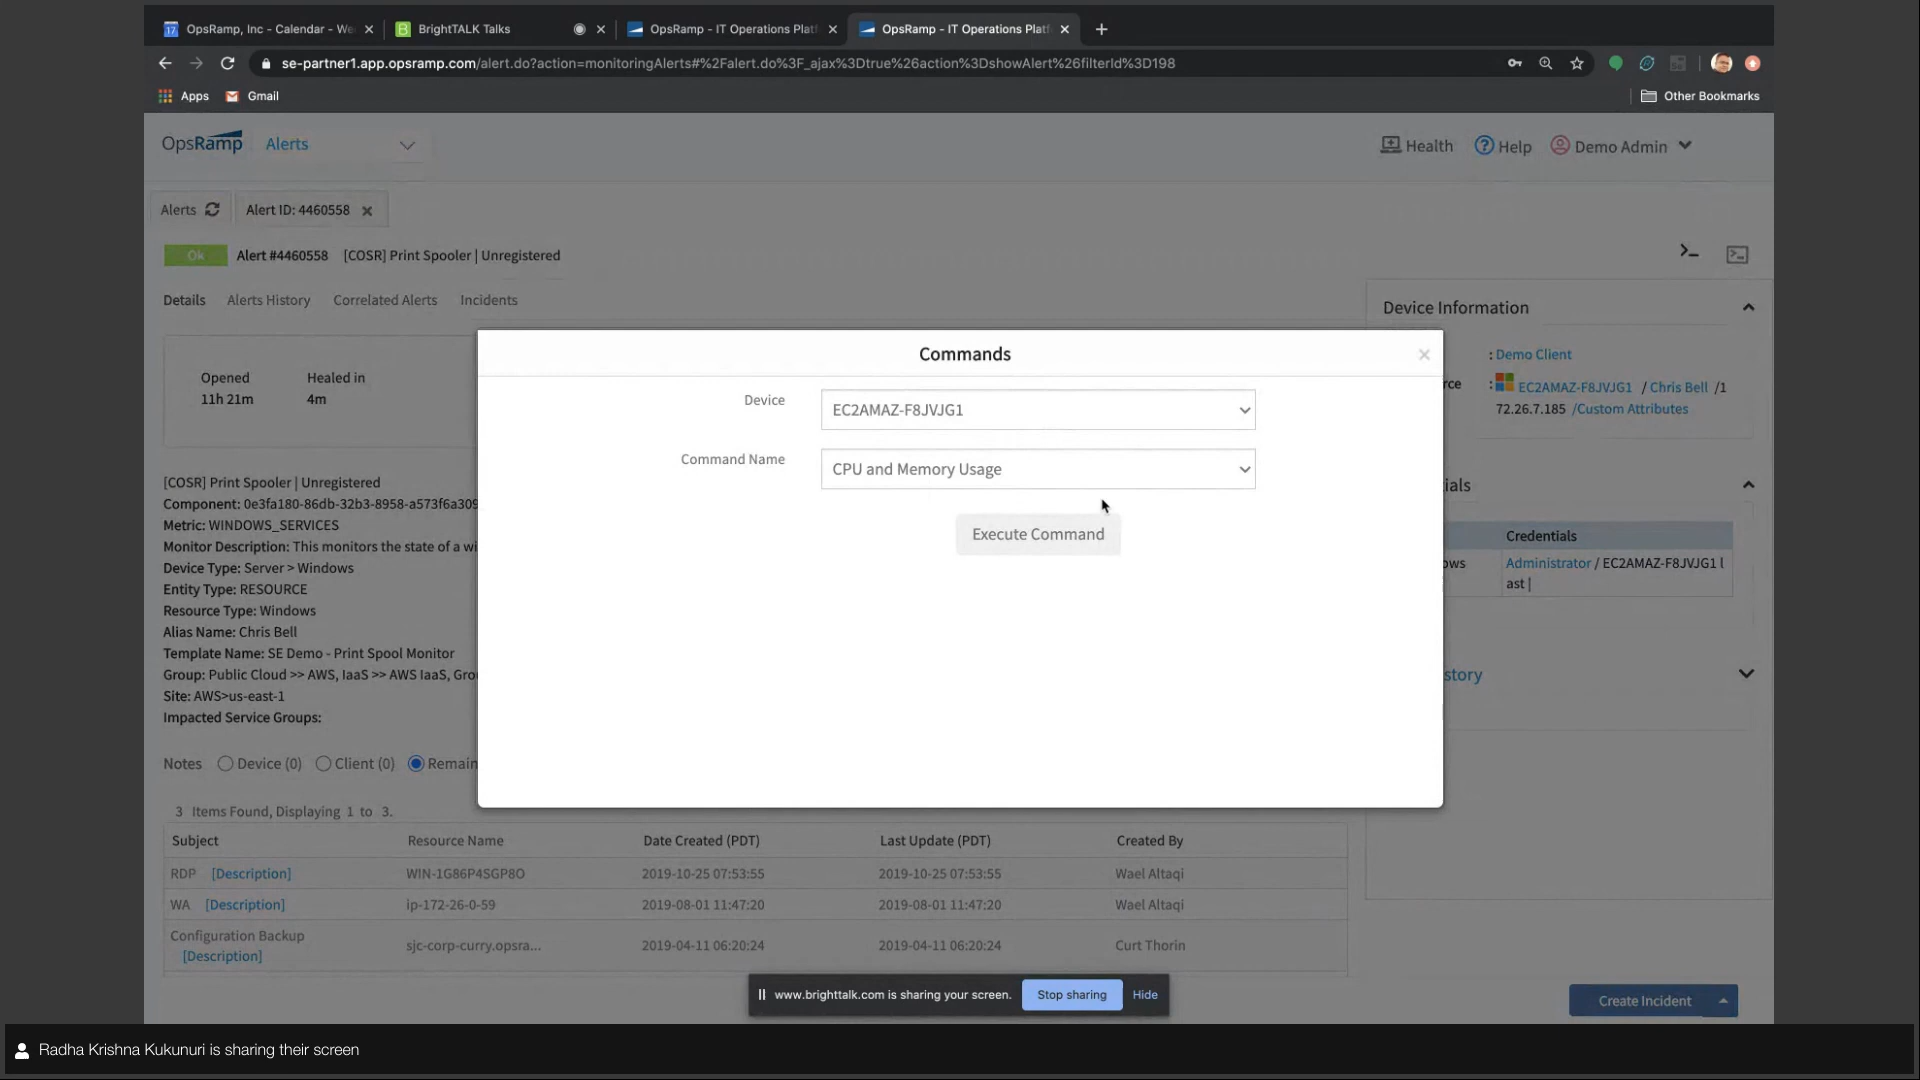 OpsRamp, Inc - Calendar - We
BrightTALK Talks
OpsRamp - IT Operations Platf
OpsRamp - IT Operations Platf
se-partner1.app.opsramp.com/alert.do?action=monitoringAlerts#%2Falert.do%3F_ajax%3Dtrue%26action%3DshowAlert%26filterId%3D198
Apps
Gmail
Other Bookmarks
OpsRamp
Alerts
Health
Help
Demo Admin
Alerts
Alert ID: 4460558
Ok
Alert #4460558
[COSR] Print Spooler | Unregistered
Details
Alerts History
Correlated Alerts
Incidents
Opened
11h 21m
Healed in
4m
[COSR] Print Spooler | Unregistered
Component: 0e3fa180-86db-32b3-8958-a573f6a309
Metric: WINDOWS_SERVICES
Monitor Description: This monitors the state of a wi
Device Type: Server > Windows
Entity Type: RESOURCE
Resource Type: Windows
Alias Name: Chris Bell
Template Name: SE Demo - Print Spool Monitor
Group: Public Cloud >> AWS, IaaS >> AWS IaaS, Gro
Site: AWS>us-east-1
Impacted Service Groups:
Commands
Device
EC2AMAZ-F8JVJG1
Command Name
CPU and Memory Usage
Execute Command
Device Information
: Demo Client
rce : EC2AMAZ-F8JVJG1 / Chris Bell /1
72.26.7.185 /Custom Attributes
ials
Credentials
ows Administrator / EC2AMAZ-F8JVJG1 l
ast |
story
Notes Device (0) Client (0) Remain
3 Items Found, Displaying 1 to 3.
Subject Resource Name Date Created (PDT) Last Update (PDT) Created By
RDP [Description] WIN-1G86P4SGP8O 2019-10-25 07:53:55 2019-10-25 07:53:55 Wael Altaqi
WA [Description] ip-172-26-0-59 2019-08-01 11:47:20 2019-08-01 11:47:20 Wael Altaqi
Configuration Backup
[Description] sjc-corp-curry.opsra... 2019-04-11 06:20:24 2019-04-11 06:20:24 Curt Thorin
www.brighttalk.com is sharing your screen.
Stop sharing
Hide
Create Incident
Radha Krishna Kukunuri is sharing their screen